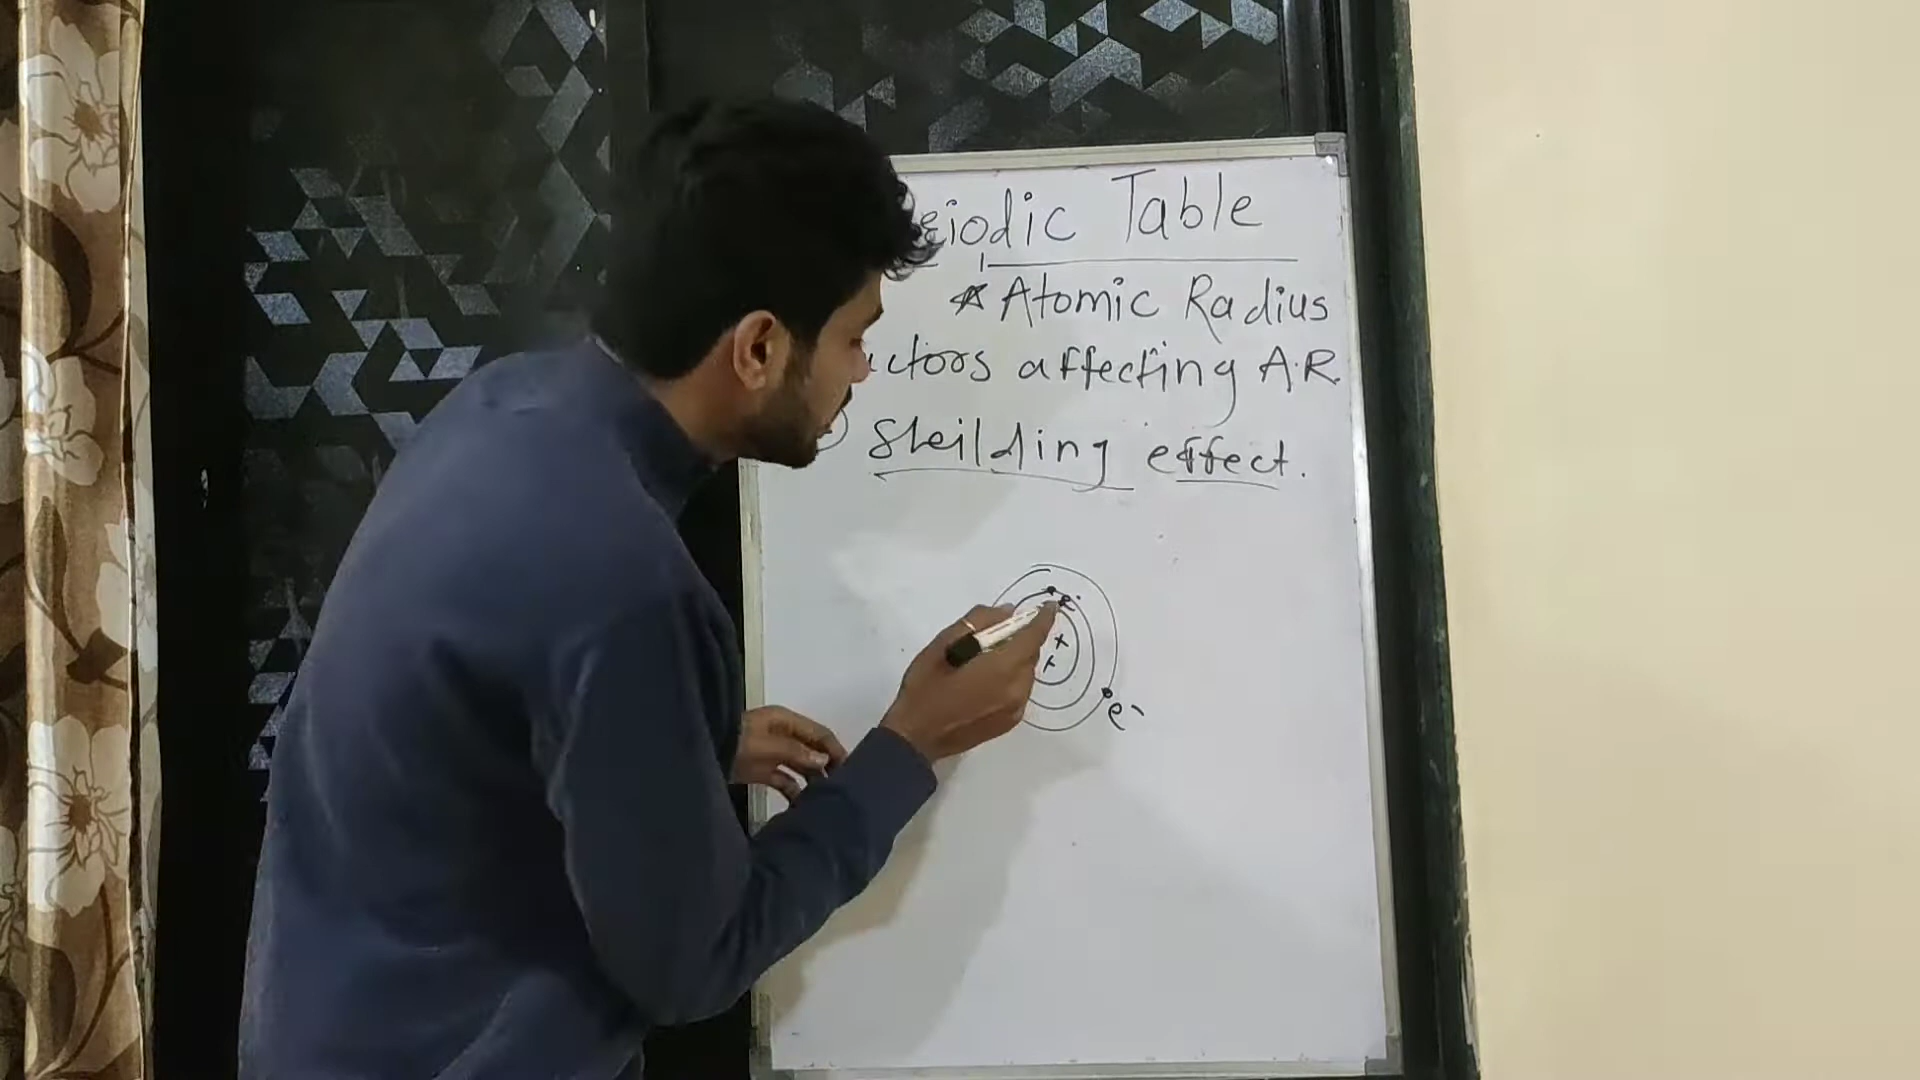 eiodic Table
* Atomic Radius
ctors affecting A.R.
Sheilding effect.
e-
+
+
e-